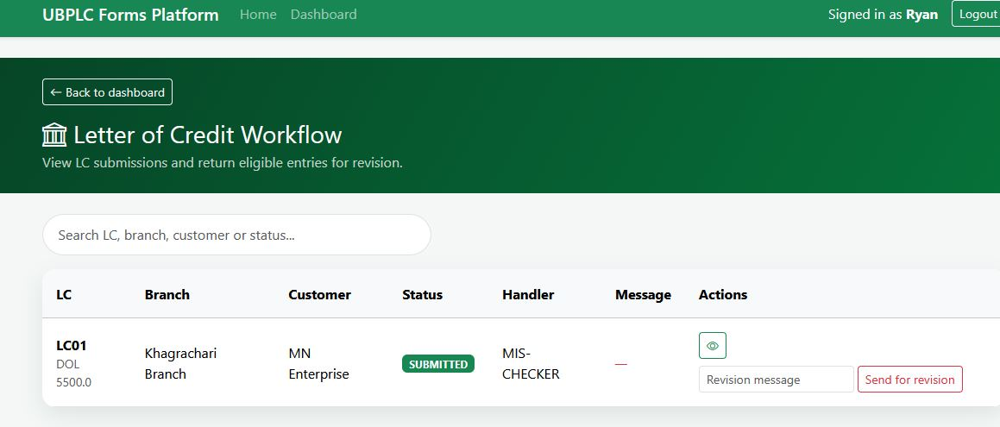 UBPLC Forms Platform Home Dashboard Signed in as Ryan Logout
← Back to dashboard
Letter of Credit Workflow
View LC submissions and return eligible entries for revision.
Search LC, branch, customer or status...
LC Branch Customer Status Handler Message Actions
LC01
DOL
5500.0
Khagrachari
Branch
MN
Enterprise
SUBMITTED
MIS-
CHECKER
—
Revision message
Send for revision